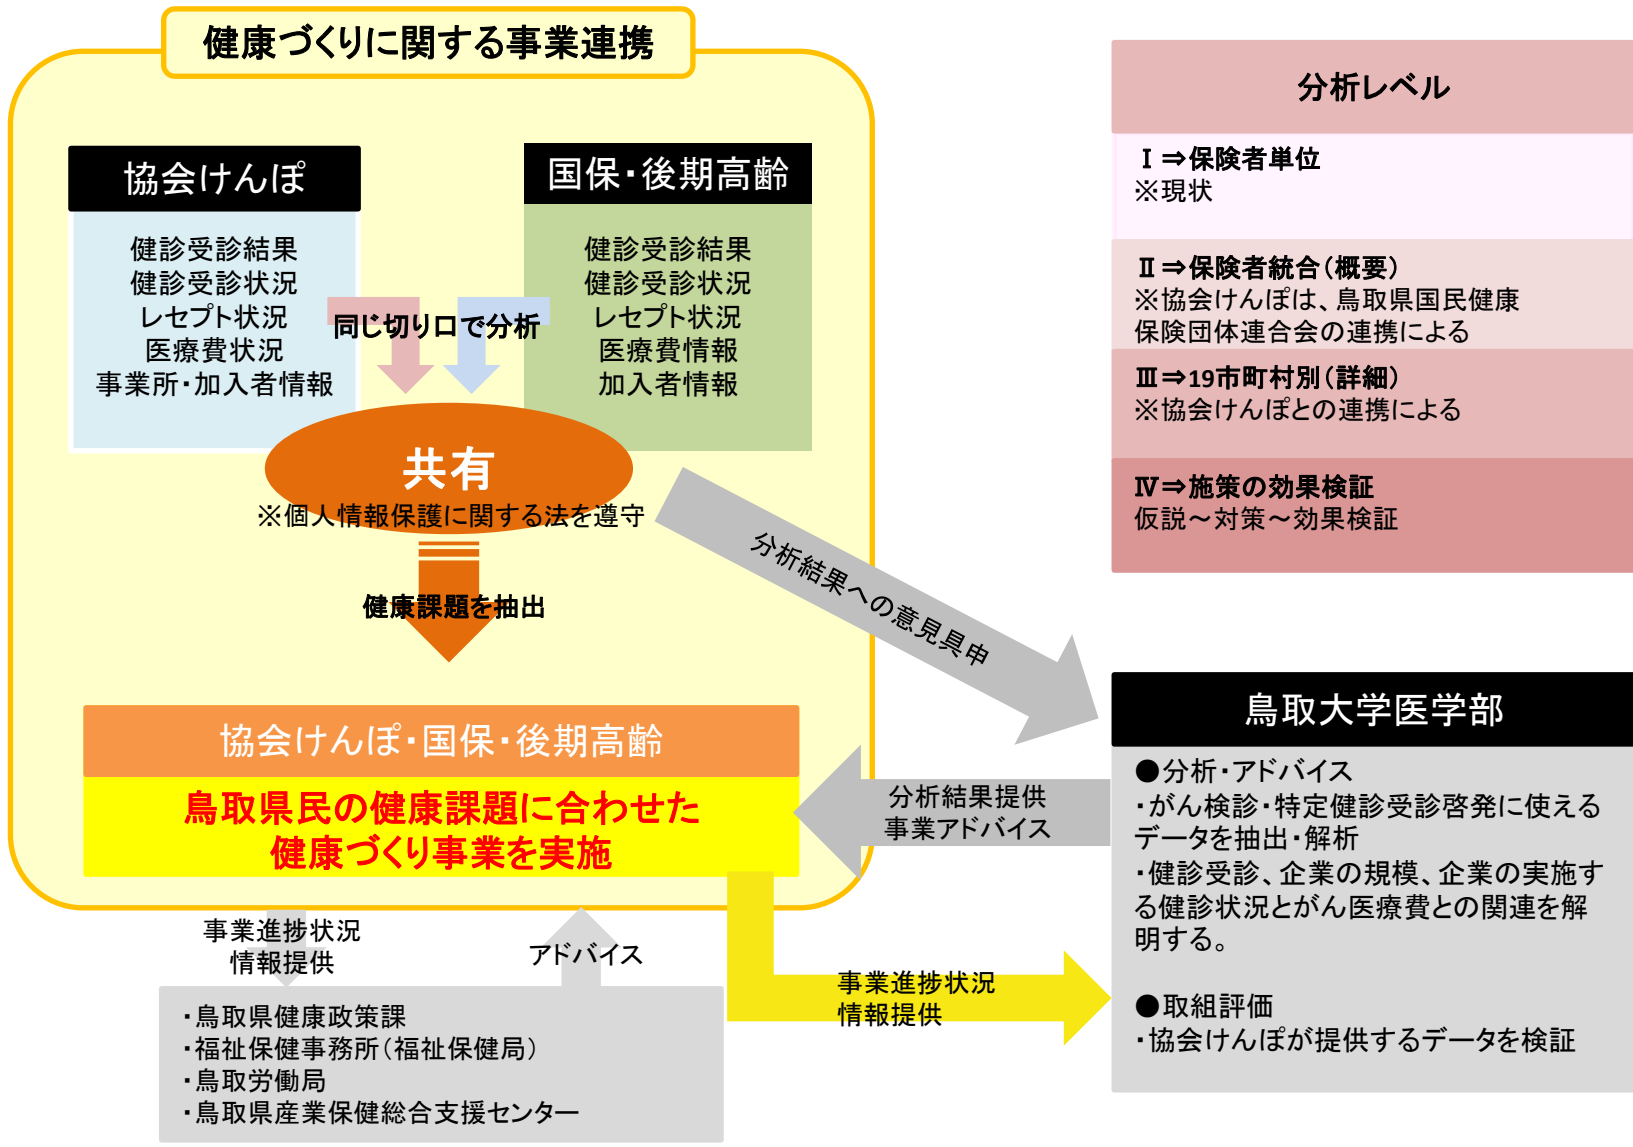 健康づくりに関する事業連携
協会けんぽ
健診受診結果
健診受診状況
レセプト状況
医療費状況
事業所・加入者情報
国保・後期高齢
健診受診結果
健診受診状況
レセプト状況
医療費情報
加入者情報
同じ切り口で分析
共有
※個人情報保護に関する法を遵守
健康課題を抽出
協会けんぽ・国保・後期高齢
鳥取県民の健康課題に合わせた
健康づくり事業を実施
分析結果への意見具申
分析結果提供
事業アドバイス
事業進捗状況
情報提供
アドバイス
事業進捗状況
情報提供
・鳥取県健康政策課
・福祉保健事務所（福祉保健局）
・鳥取労働局
・鳥取県産業保健総合支援センター
分析レベル
Ⅰ⇒保険者単位
※現状
Ⅱ⇒保険者統合（概要）
※協会けんぽは、鳥取県国民健康
保険団体連合会の連携による
Ⅲ⇒19市町村別（詳細）
※協会けんぽとの連携による
Ⅳ⇒施策の効果検証
仮説～対策～効果検証
鳥取大学医学部
●分析・アドバイス
・がん検診・特定健診受診啓発に使える
データを抽出・解析
・健診受診、企業の規模、企業の実施す
る健診状況とがん医療費との関連を解
明する。
●取組評価
・協会けんぽが提供するデータを検証